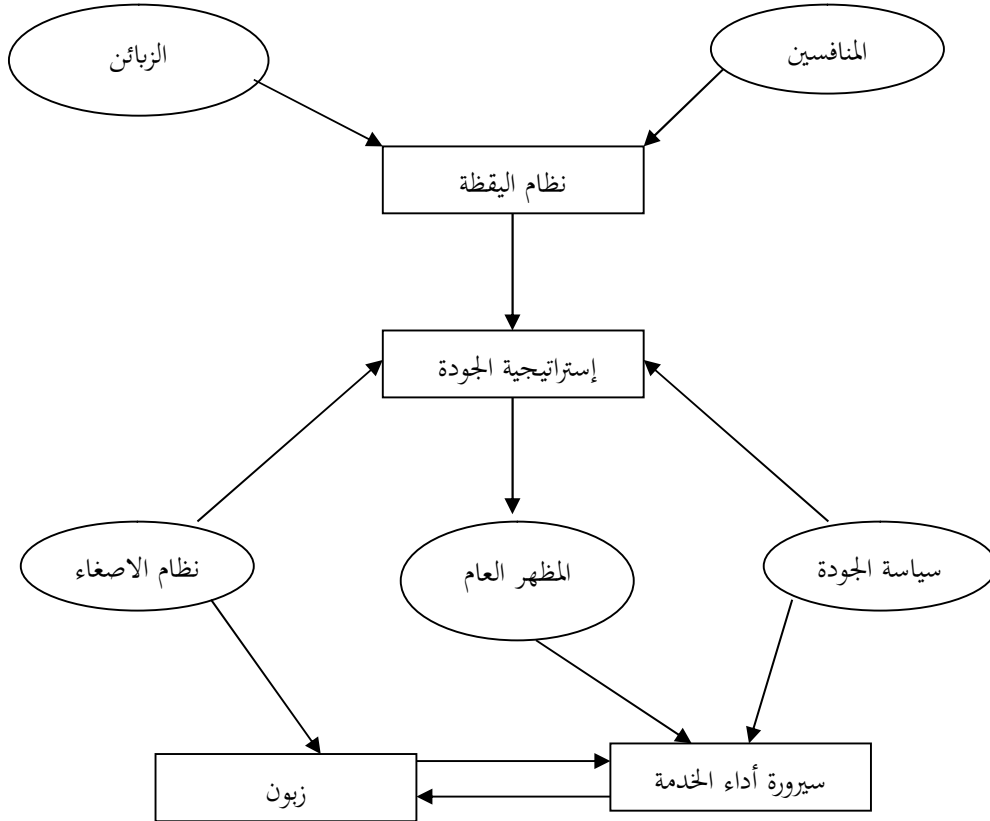 المنافسين
الزبائن
نظام اليقظة
إستراتيجية الجودة
سياسة الجودة
المظهر العام
نظام الاصغاء
سيرورة أداء الخدمة
زبون